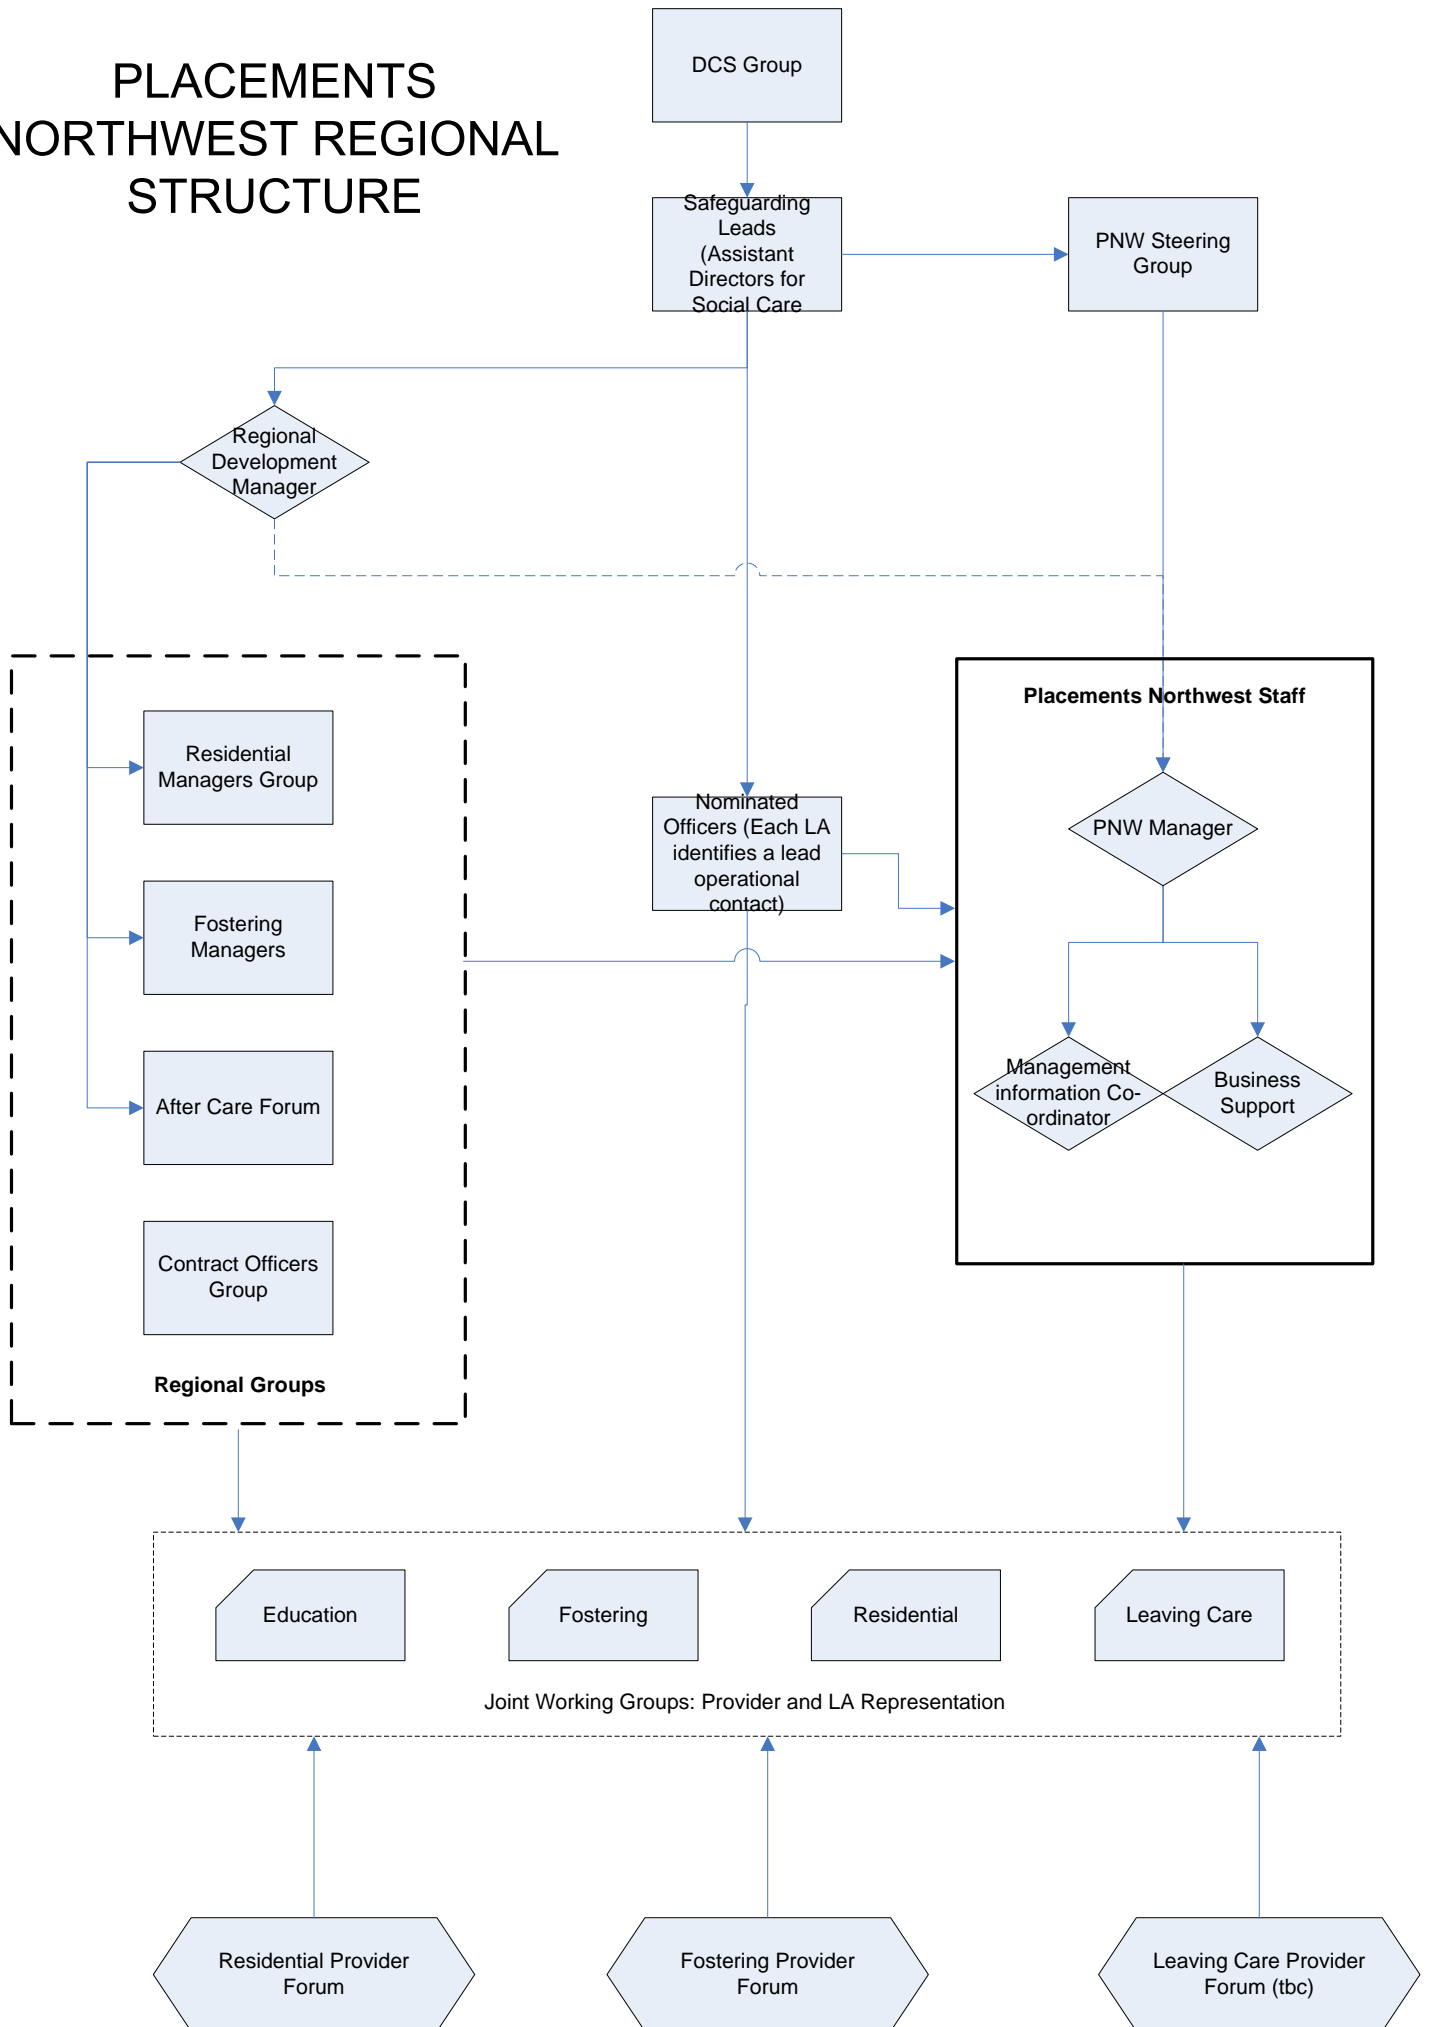 PLACEMENTS
NORTHWEST REGIONAL
STRUCTURE
DCS Group
Safeguarding
Leads
(Assistant
Directors for
Social Care
PNW Steering
Group
Regional
Development
Manager
Placements Northwest Staff
Residential
Managers Group
Nominated
Officers (Each LA
identifies a lead
operational
contact)
PNW Manager
Fostering
Managers
After Care Forum
Management
information Co-
ordinator
Business
Support
Contract Officers
Group
Regional Groups
Education
Fostering
Residential
Leaving Care
Joint Working Groups: Provider and LA Representation
Residential Provider
Forum
Fostering Provider
Forum
Leaving Care Provider
Forum (tbc)